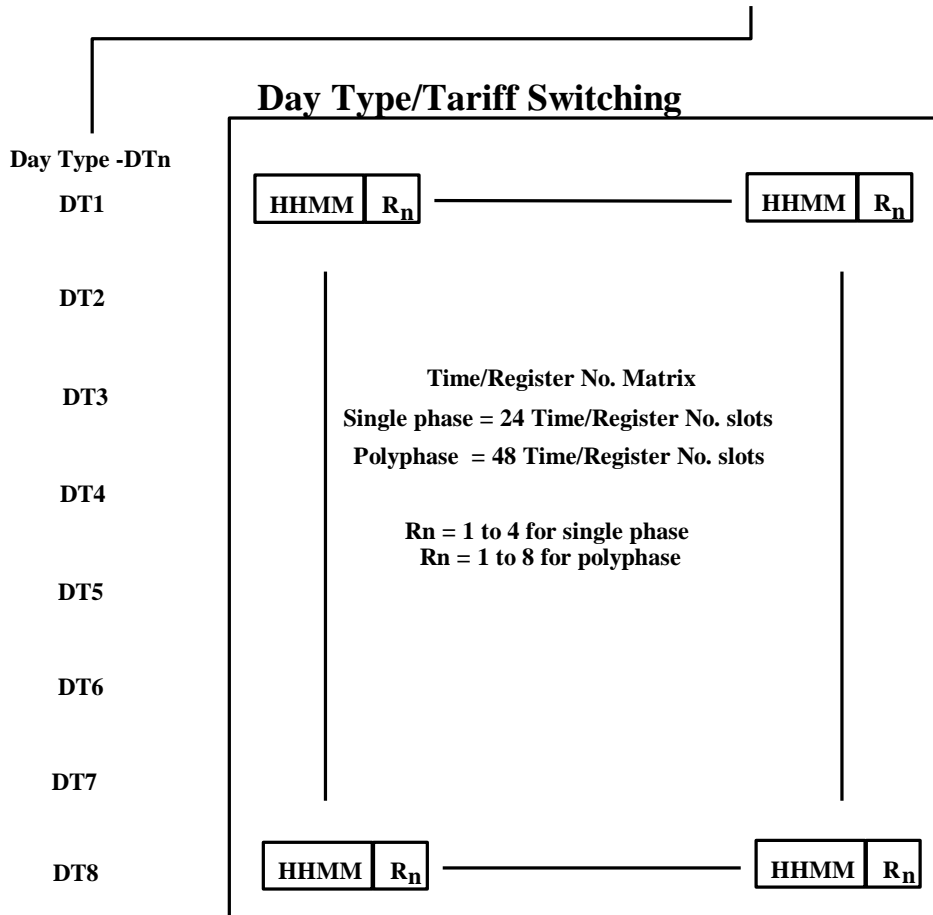 Day Type/Tariff Switching
Day Type -DTn
DT1
HHMM Rn HHMM Rn
DT2
Time/Register No. Matrix
DT3
Single phase = 24 Time/Register No. slots
Polyphase = 48 Time/Register No. slots
DT4
Rn = 1 to 4 for single phase
Rn = 1 to 8 for polyphase
DT5
DT6
DT7
DT8
HHMM Rn HHMM Rn